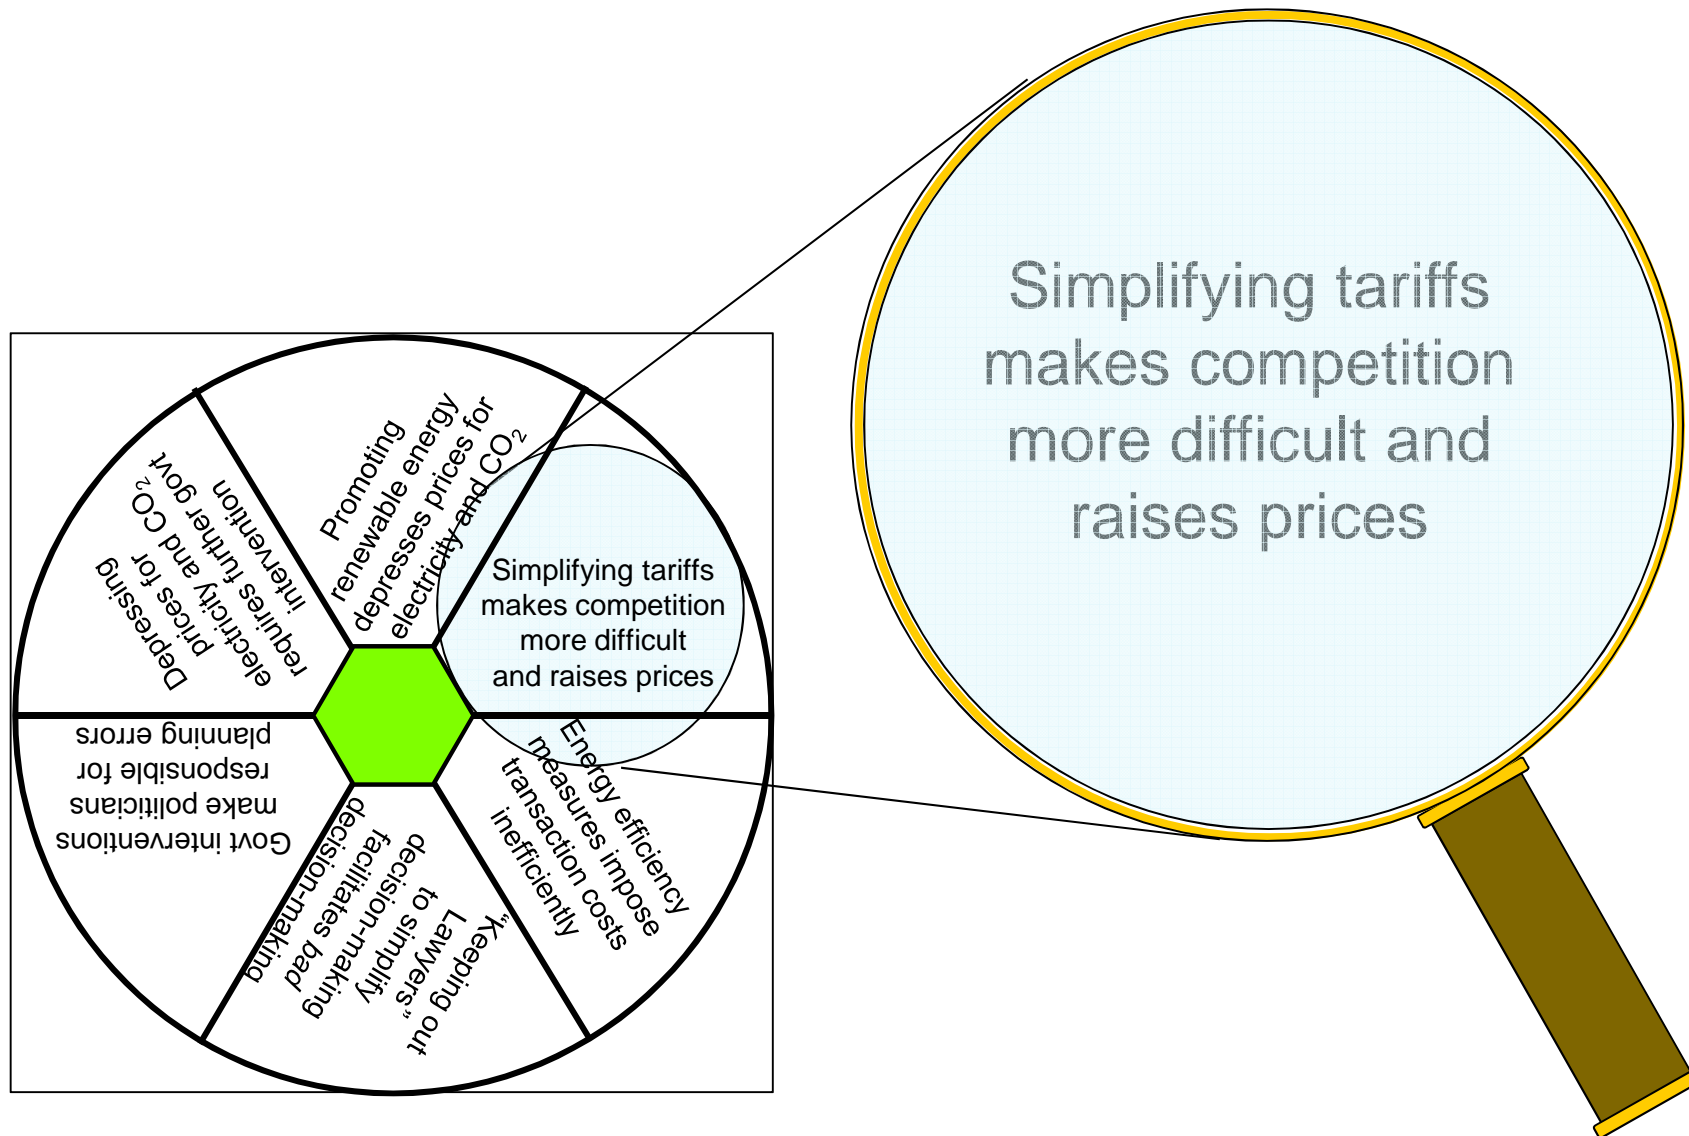 Simplifying tariffs
makes competition
more difficult and
raises prices
Promoting
renewable energy
depresses prices for
electricity and CO₂
Simplifying tariffs
makes competition
more difficult
and raises prices
Energy efficiency
measures impose
transaction costs
inefficiently
"Keeping out
Lawyers"
to simplify
decision-making
facilitates bad
decision-making
Govt interventions
make politicians
responsible for
planning errors
Depressing
prices for
electricity and CO₂
requires further govt
intervention